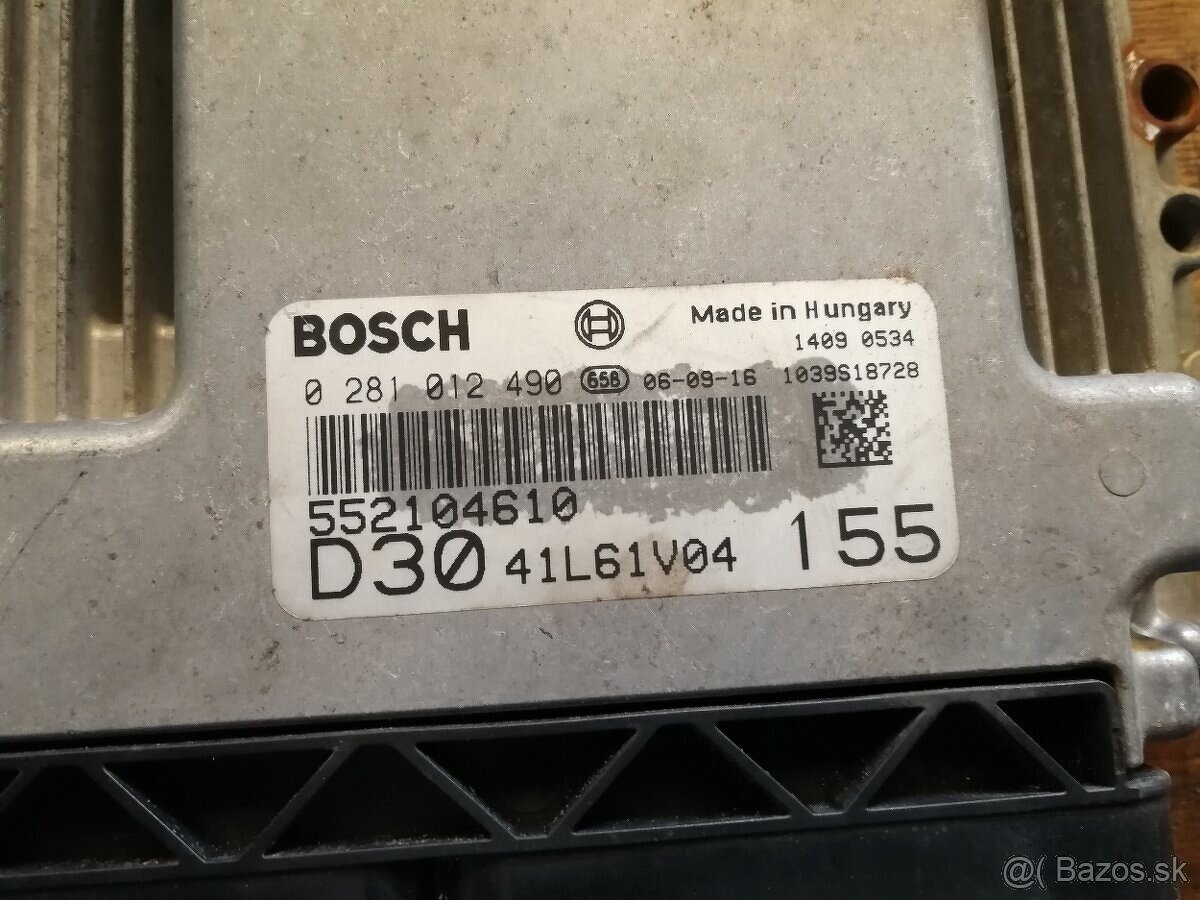 BOSCH Made in Hungary
1409 0534
0 281 012 490 658 06-09-16 1039S18728
552104610
D30 41L61V04 155
@( Bazos.sk